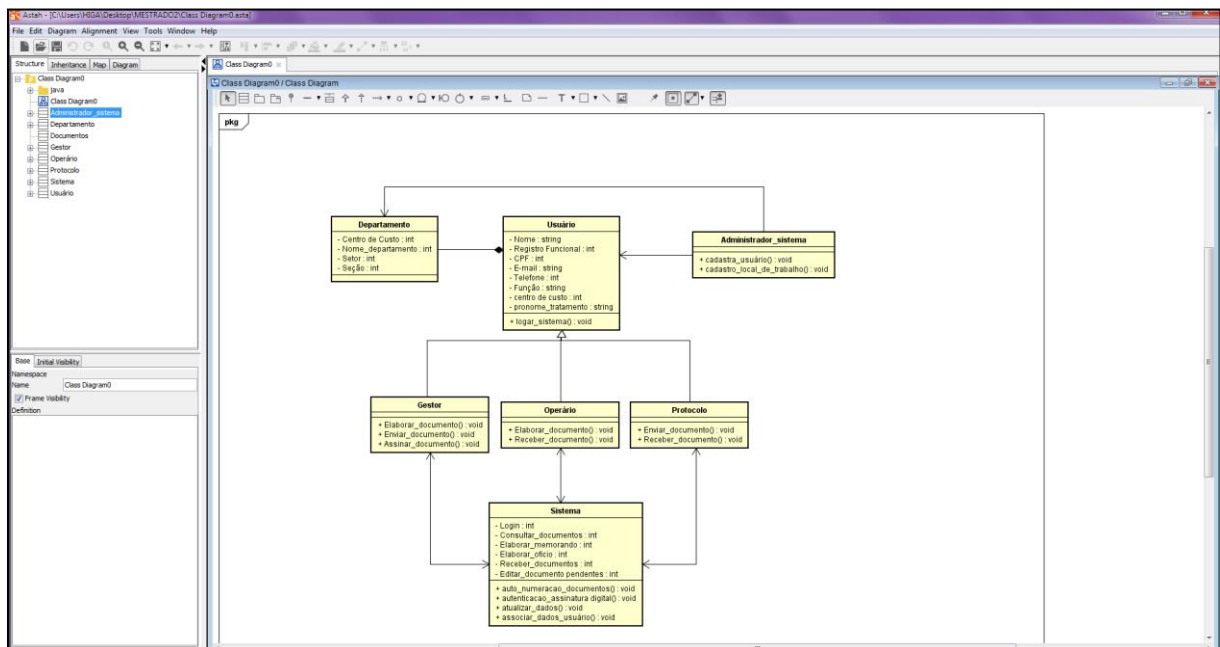 Astah - [C:\Users\HIGA\Desktop\MESTRADO2\Class Diagram0.asta]
File Edit Diagram Alignment View Tools Window Help
Structure Inheritance Map Diagram
Class Diagram0
Java
Class Diagram0
Administrador_sistema
Departamento
Documentos
Gestor
Operário
Protocolo
Sistema
Usuário
Base Initial Visibility
Namespace
Name Class Diagram0
Frame Visibility
Definition
Class Diagram0
Class Diagram0 / Class Diagram
pkg
Departamento
- Centro de Custo : int
- Nome_departamento : int
- Setor : int
- Seção : int
Usuário
- Nome : string
- Registro Funcional : int
- CPF : int
- E-mail : string
- Telefone : int
- Função : string
- centro de custo : int
- pronome_tratamento : string
+ logar_sistema() : void
Administrador_sistema
+ cadastra_usuário() : void
+ cadastro_local_de_trabalho() : void
Gestor
+ Elaborar_documento() : void
+ Enviar_documento() : void
+ Assinar_documento() : void
Operário
+ Elaborar_documento() : void
+ Receber_documento() : void
Protocolo
+ Enviar_documento() : void
+ Receber_documento() : void
Sistema
- Login : int
- Consultar_documentos : int
- Elaborar_memorando : int
- Elaborar_oficio : int
- Receber_documentos : int
- Editar_documento pendentes : int
+ auto_numeracao_documentos() : void
+ autenticacao_assinatura digital() : void
+ atualizar_dados() : void
+ associar_dados_usuário() : void